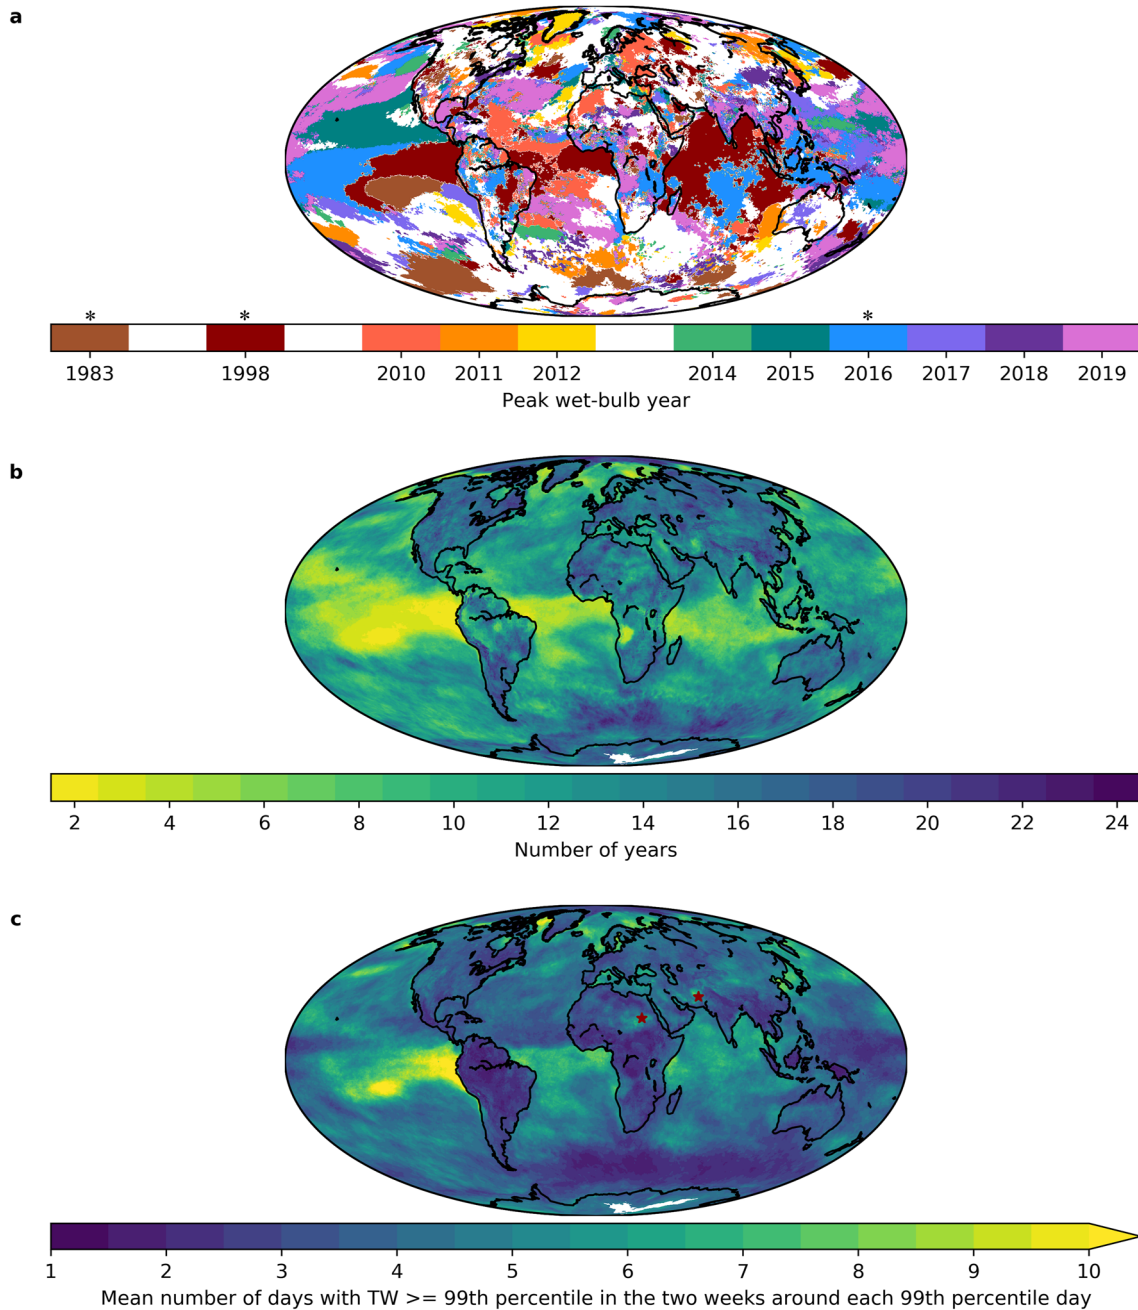 a
* * *
1983 1998 2010 2011 2012 2014 2015 2016 2017 2018 2019
Peak wet-bulb year
b
2 4 6 8 10 12 14 16 18 20 22 24
Number of years
c
1 2 3 4 5 6 7 8 9 10
Mean number of days with TW >= 99th percentile in the two weeks around each 99th percentile day